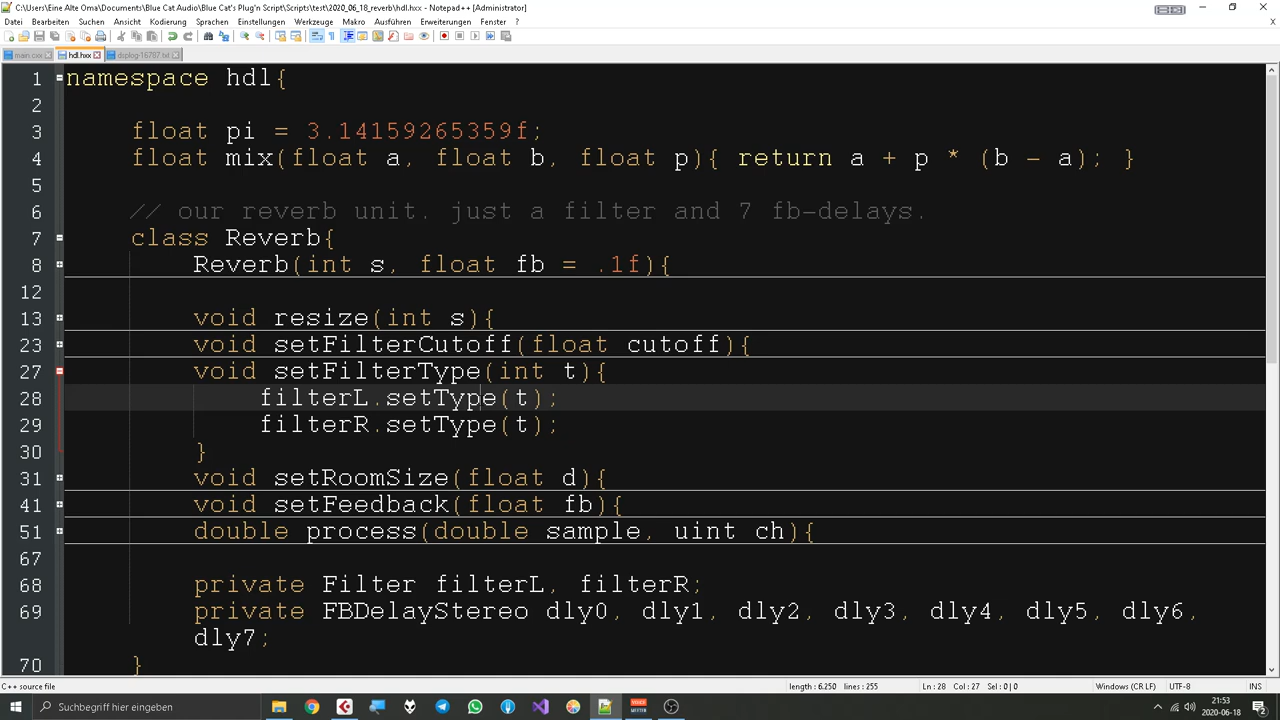 C:\Users\Eine Alte Oma\Documents\Blue Cat Audio\Blue Cat's Plug'n Script\Scripts\test\2020_06_18_reverb\hdl.hxx - Notepad++ [Administrator]
Datei Bearbeiten Suchen Ansicht Kodierung Sprachen Einstellungen Werkzeuge Makro Ausführen Erweiterungen Fenster ?
main.cxx hdl.hxx dsplog-16787.txt
1 namespace hdl{
2
3 float pi = 3.14159265359f;
4 float mix(float a, float b, float p){ return a + p * (b - a); }
5
6 // our reverb unit. just a filter and 7 fb-delays.
7 class Reverb{
8 Reverb(int s, float fb = .1f){
12
13 void resize(int s){
23 void setFilterCutoff(float cutoff){
27 void setFilterType(int t){
28 filterL.setType(t);
29 filterR.setType(t);
30 }
31 void setRoomSize(float d){
41 void setFeedback(float fb){
51 double process(double sample, uint ch){
67
68 private Filter filterL, filterR;
69 private FBDelayStereo dly0, dly1, dly2, dly3, dly4, dly5, dly6,
dly7;
70 }
C++ source file length: 6.250 lines: 255 Ln: 28 Col: 27 Sel: 0 | 0 Windows (CR LF) UTF-8 INS
Suchbegriff hier eingeben
21:53
2020-06-18